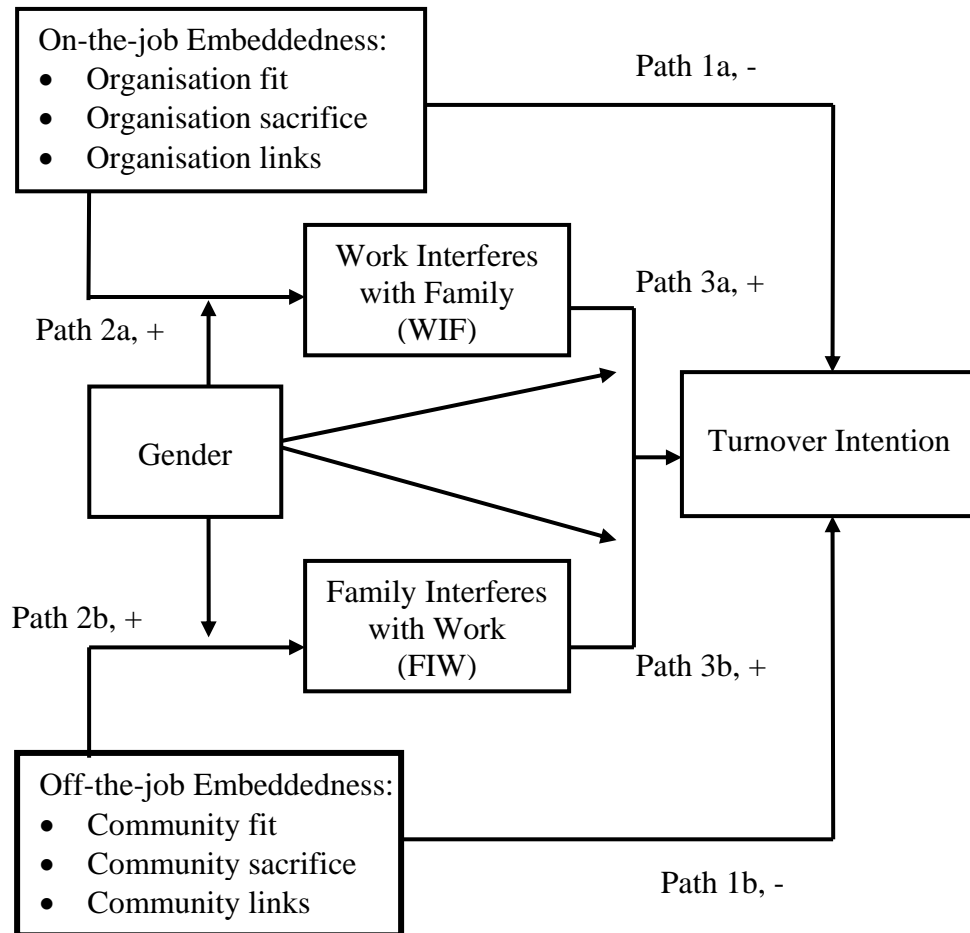 On-the-job Embeddedness:
• Organisation fit
• Organisation sacrifice
• Organisation links
Path 1a, -
Work Interferes
with Family
(WIF)
Path 3a, +
Path 2a, +
Gender
Turnover Intention
Path 2b, +
Family Interferes
with Work
(FIW)
Path 3b, +
Off-the-job Embeddedness:
• Community fit
• Community sacrifice
• Community links
Path 1b, -